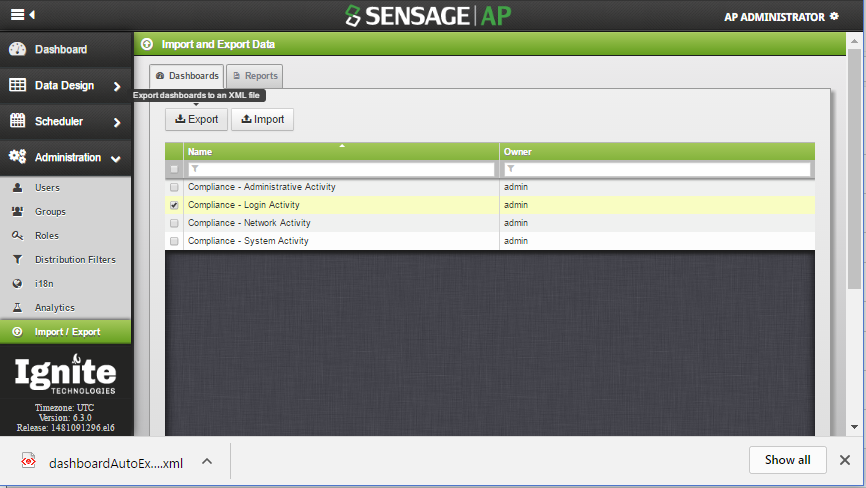 SENSAGE AP
AP ADMINISTRATOR
Dashboard
Data Design
Scheduler
Administration
Users
Groups
Roles
Distribution Filters
i18n
Analytics
Import / Export
Ignite
TECHNOLOGIES
Timezone: UTC
Version: 6.3.0
Release: 1481091296.el6
Import and Export Data
Dashboards Reports
Export dashboards to an XML file
Export Import
Name Owner
Compliance - Administrative Activity admin
Compliance - Login Activity admin
Compliance - Network Activity admin
Compliance - System Activity admin
dashboardAutoEx....xml
Show all